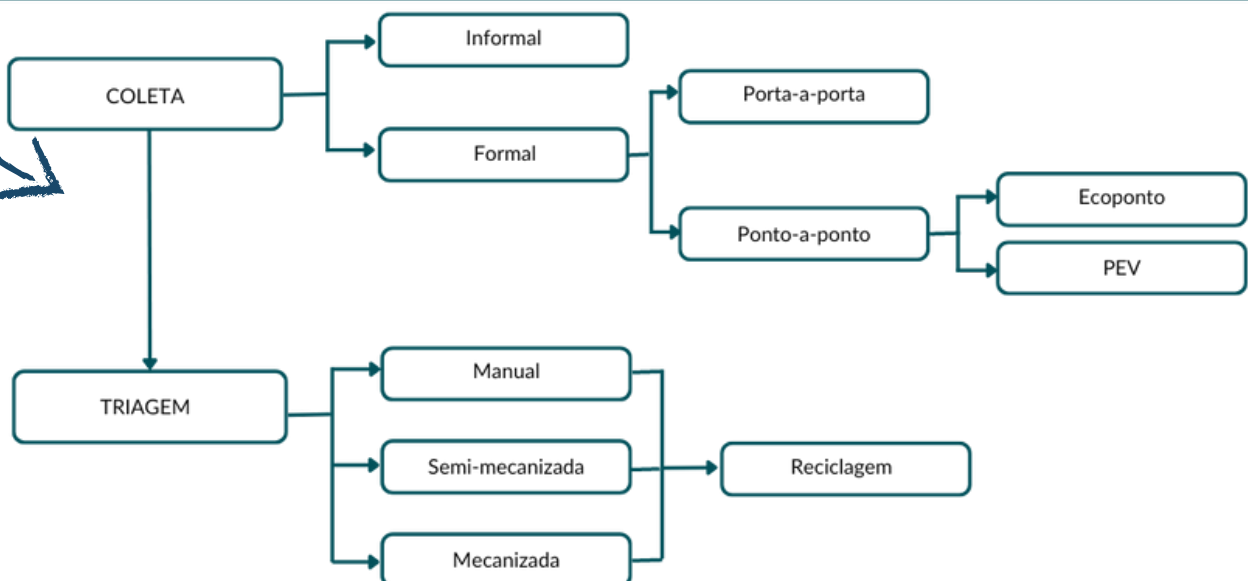 Informal
COLETA
Porta-a-porta
Formal
Ecoponto
Ponto-a-ponto
PEV
Manual
TRIAGEM
Semi-mecanizada
Reciclagem
Mecanizada